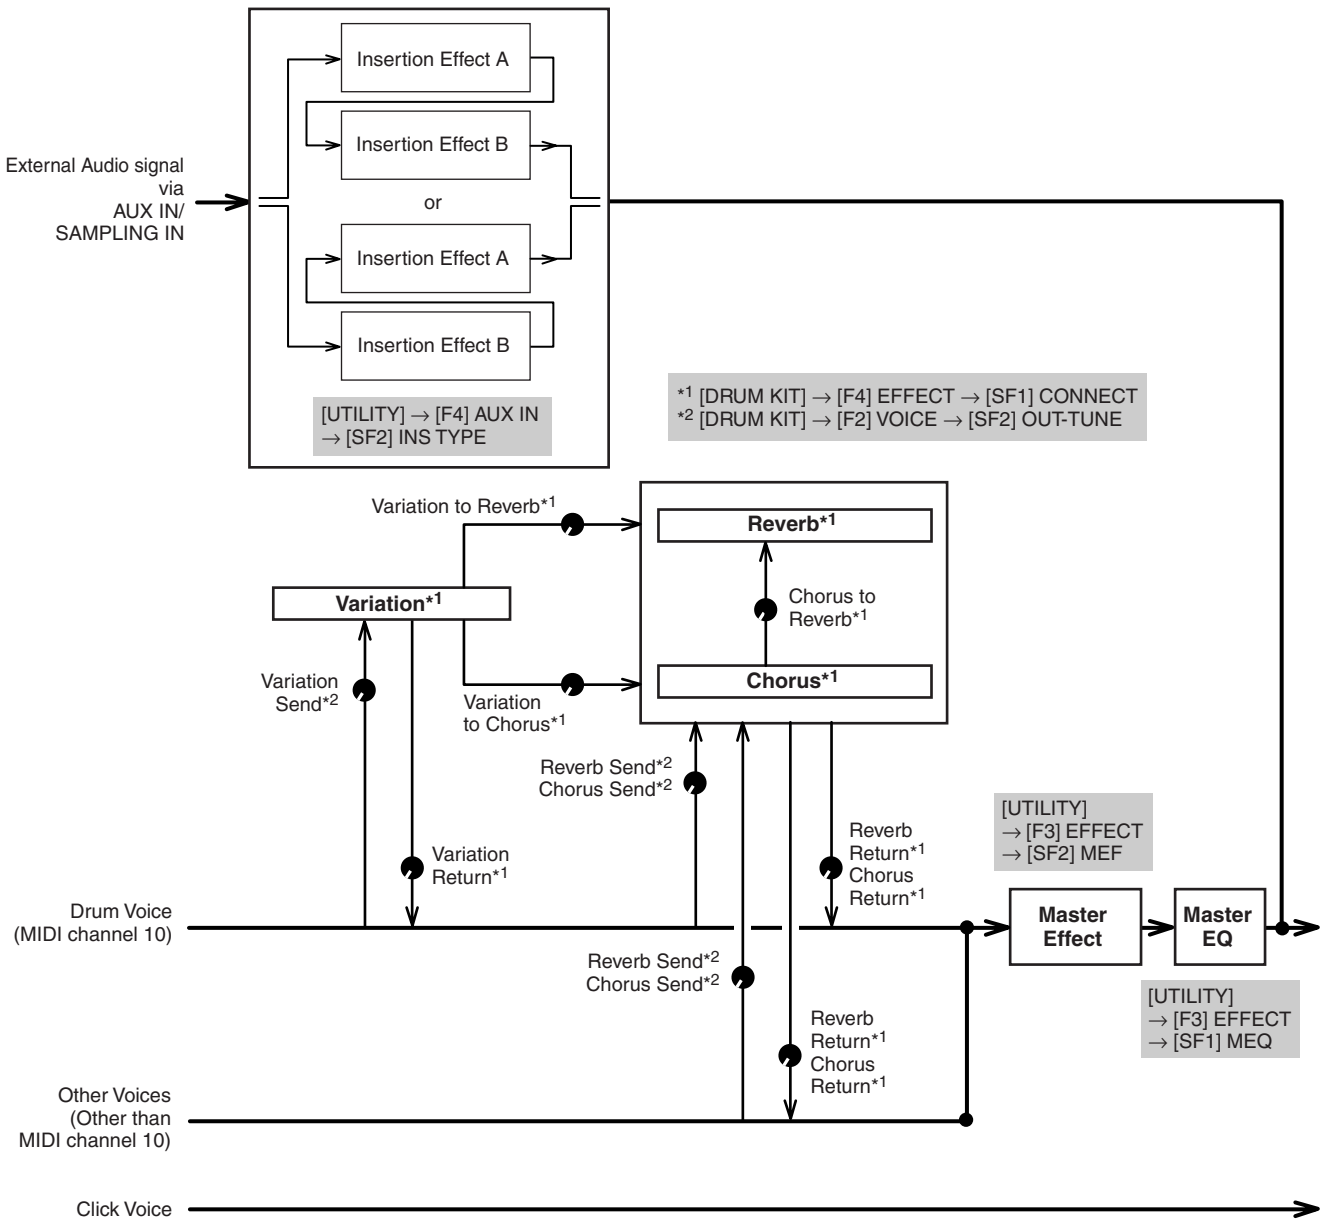 Insertion Effect A
Insertion Effect B
External Audio signal
via
AUX IN/
SAMPLING IN
or
Insertion Effect A
Insertion Effect B
[UTILITY] → [F4] AUX IN
→ [SF2] INS TYPE
*1 [DRUM KIT] → [F4] EFFECT → [SF1] CONNECT
*2 [DRUM KIT] → [F2] VOICE → [SF2] OUT-TUNE
Variation to Reverb*1
Reverb*1
Variation*1
Chorus to
Reverb*1
Chorus*1
Variation
Send*2
Variation
to Chorus*1
Reverb Send*2
Chorus Send*2
Variation
Return*1
Reverb
Return*1
Chorus
Return*1
[UTILITY]
→ [F3] EFFECT
→ [SF2] MEF
Drum Voice
(MIDI channel 10)
Master
Effect
Master
EQ
Reverb Send*2
Chorus Send*2
[UTILITY]
→ [F3] EFFECT
→ [SF1] MEQ
Reverb
Return*1
Chorus
Return*1
Other Voices
(Other than
MIDI channel 10)
Click Voice